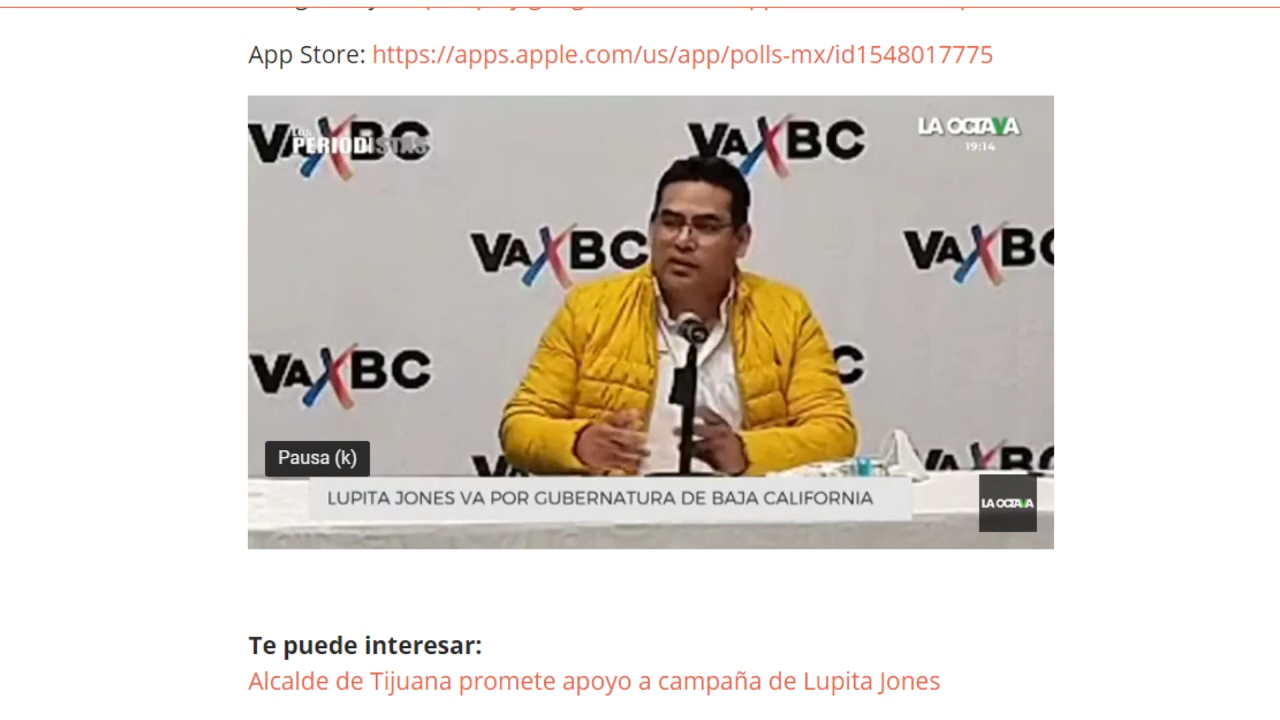 App Store: https://apps.apple.com/us/app/polls-mx/id1548017775
VAXBC
LOS
PERIODISTAS
VAXBC
LA OCTAVA
19:14
VAXBC
VAXBC
VAXBC
C
Pausa (k)
LUPITA JONES VA POR GUBERNATURA DE BAJA CALIFORNIA
LA OCTAVA
Te puede interesar:
Alcalde de Tijuana promete apoyo a campaña de Lupita Jones